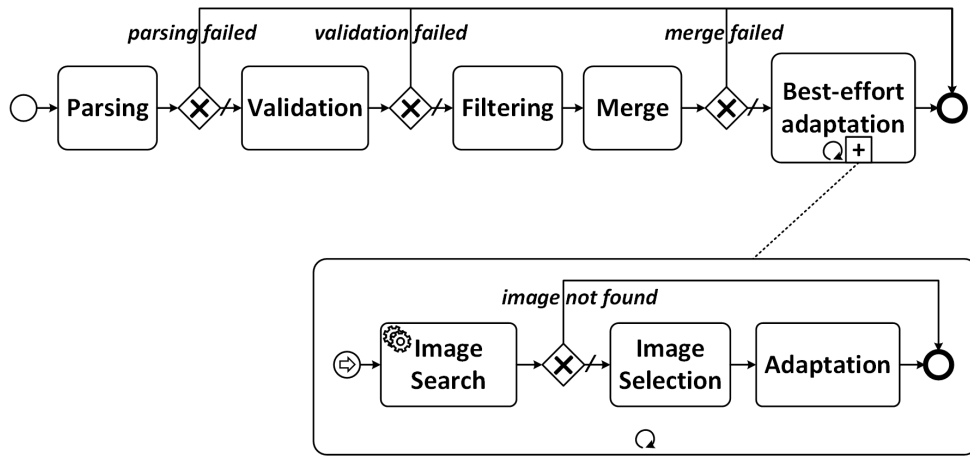 parsing failed
validation failed
merge failed
Parsing
Validation
Filtering
Merge
Best-effort
adaptation
image not found
Image
Search
Image
Selection
Adaptation